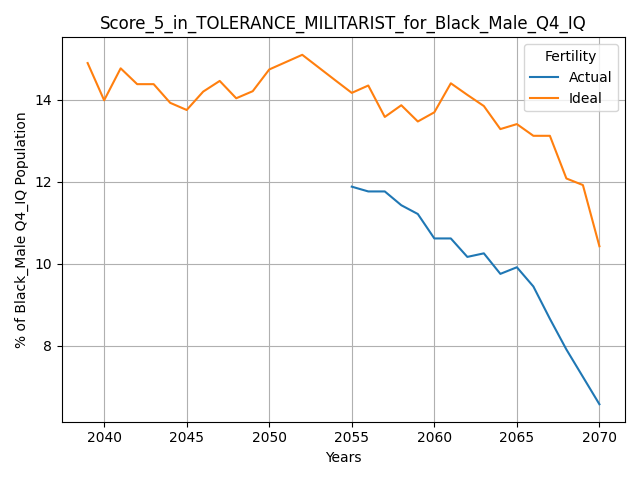 Score_5_in_TOLERANCE_MILITARIST_for_Black_Male_Q4_IQ
Fertility
Actual
Ideal
% of Black_Male Q4_IQ Population
14
12
10
8
2040 2045 2050 2055 2060 2065 2070
Years